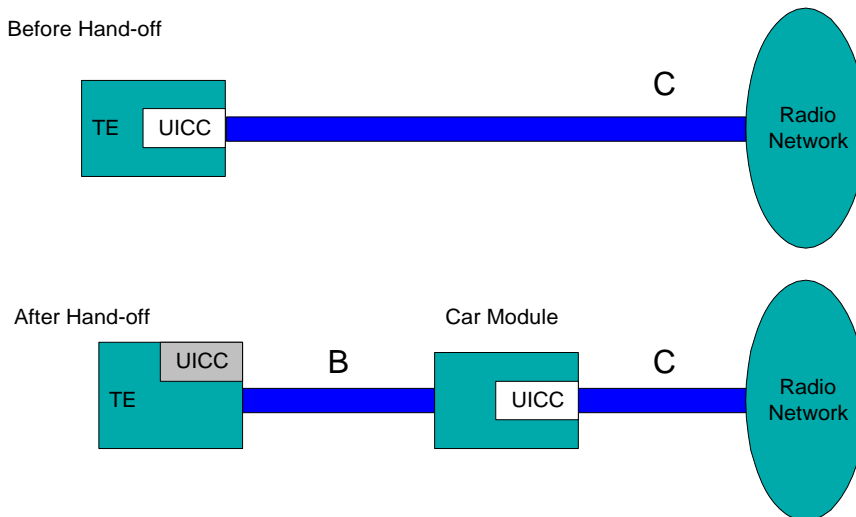 Before Hand-off
C
TE
UICC
Radio
Network
After Hand-off
Car Module
UICC
B
C
TE
UICC
Radio
Network